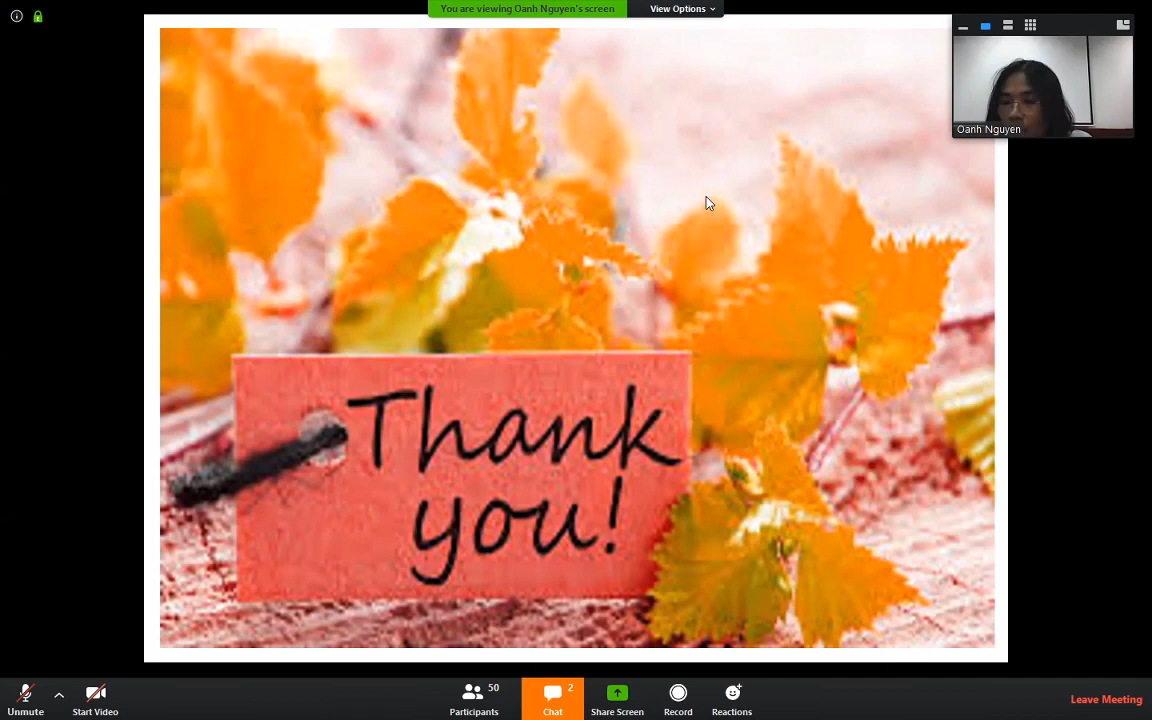 You are viewing Oanh Nguyen's screen
View Options
Oanh Nguyen
Thank
you!
Unmute
Start Video
50
Participants
2
Chat
Share Screen
Record
Reactions
Leave Meeting